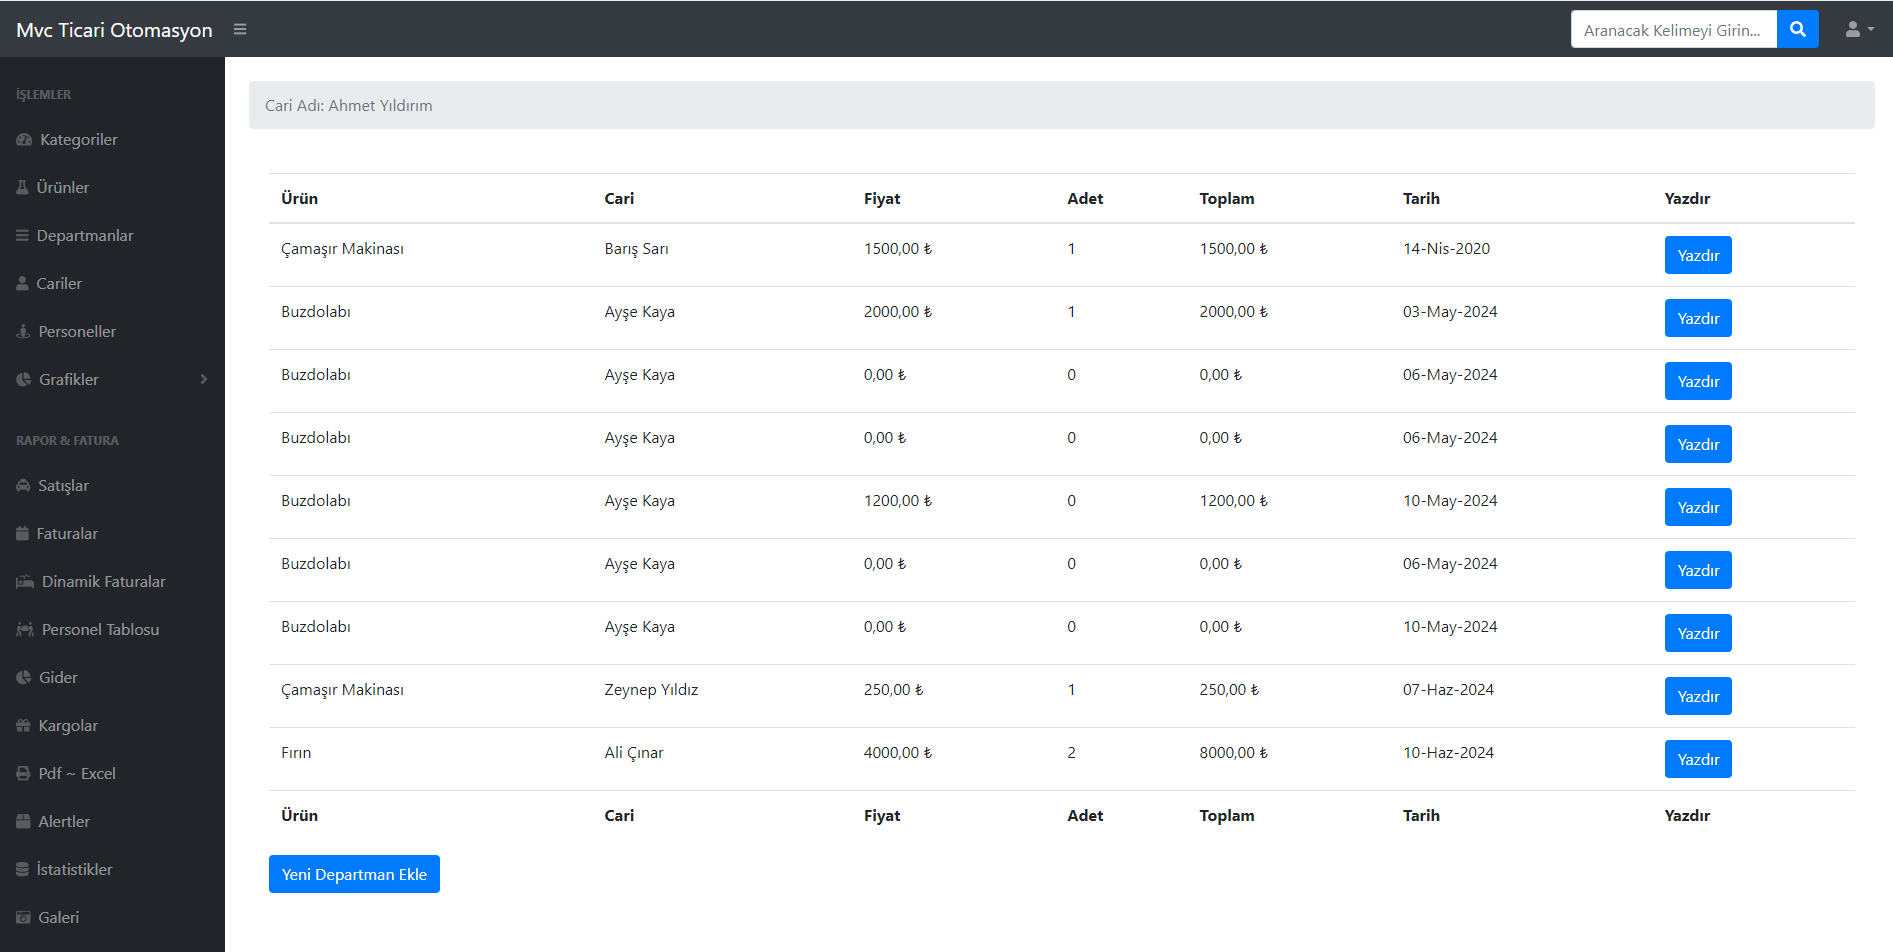 Mvc Ticari Otomasyon
Aranacak Kelimeyi Girin...
İŞLEMLER
Kategoriler
Ürünler
Departmanlar
Cariler
Personeller
Grafikler
RAPOR & FATURA
Satışlar
Faturalar
Dinamik Faturalar
Personel Tablosu
Gider
Kargolar
Pdf ~ Excel
Alertler
İstatistikler
Galeri
Cari Adı: Ahmet Yıldırım
Ürün Cari Fiyat Adet Toplam Tarih Yazdır
Çamaşır Makinası Barış Sarı 1500,00 ₺ 1 1500,00 ₺ 14-Nis-2020 Yazdır
Buzdolabı Ayşe Kaya 2000,00 ₺ 1 2000,00 ₺ 03-May-2024 Yazdır
Buzdolabı Ayşe Kaya 0,00 ₺ 0 0,00 ₺ 06-May-2024 Yazdır
Buzdolabı Ayşe Kaya 0,00 ₺ 0 0,00 ₺ 06-May-2024 Yazdır
Buzdolabı Ayşe Kaya 1200,00 ₺ 0 1200,00 ₺ 10-May-2024 Yazdır
Buzdolabı Ayşe Kaya 0,00 ₺ 0 0,00 ₺ 06-May-2024 Yazdır
Buzdolabı Ayşe Kaya 0,00 ₺ 0 0,00 ₺ 10-May-2024 Yazdır
Çamaşır Makinası Zeynep Yıldız 250,00 ₺ 1 250,00 ₺ 07-Haz-2024 Yazdır
Fırın Ali Çınar 4000,00 ₺ 2 8000,00 ₺ 10-Haz-2024 Yazdır
Ürün Cari Fiyat Adet Toplam Tarih Yazdır
Yeni Departman Ekle